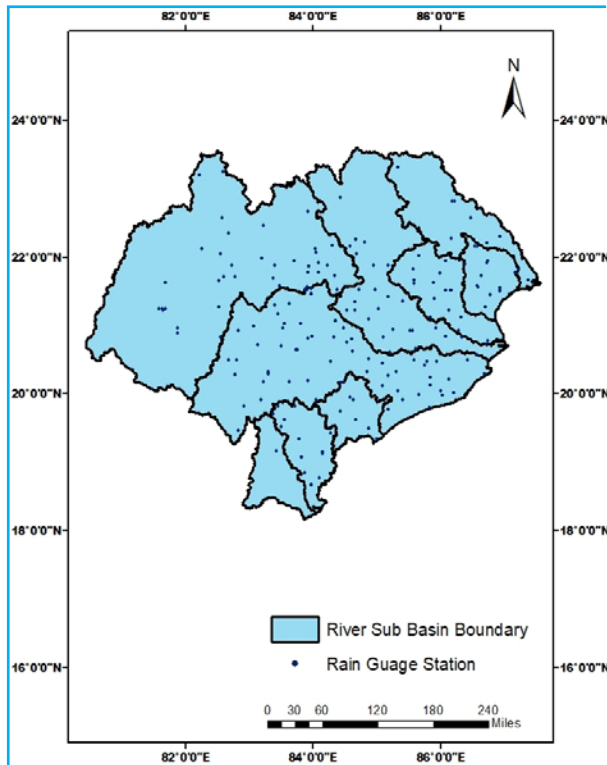 82°0'0"E 84°0'0"E 86°0'0"E
N
24°0'0"N 24°0'0"N
22°0'0"N 22°0'0"N
20°0'0"N 20°0'0"N
18°0'0"N 18°0'0"N
River Sub Basin Boundary
16°0'0"N Rain Guage Station 16°0'0"N
0 30 60 120 180 240
Miles
82°0'0"E 84°0'0"E 86°0'0"E